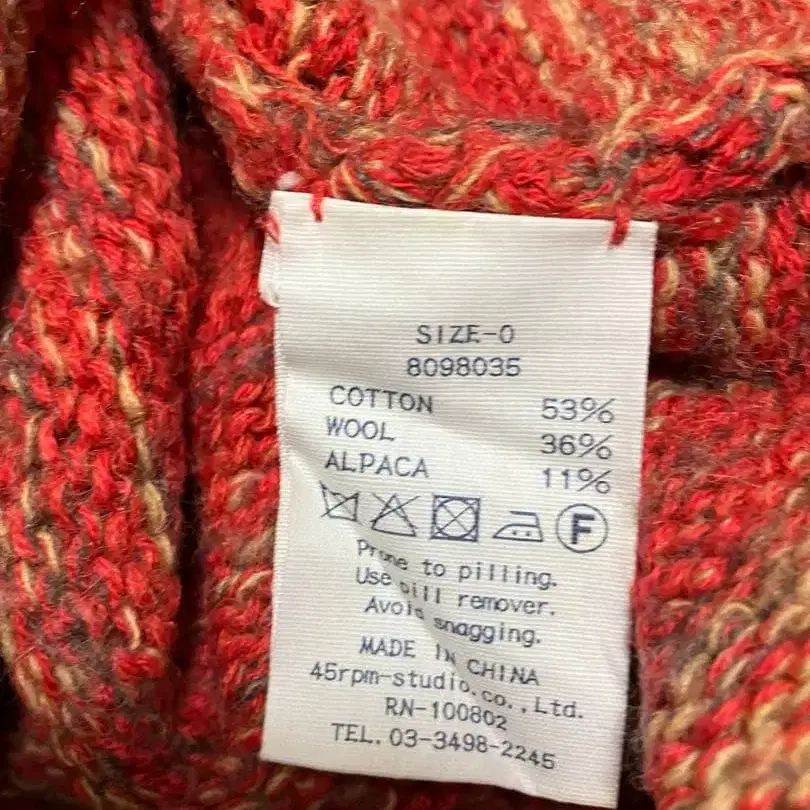 SIZE-0
8098035
COTTON 53%
WOOL 36%
ALPACA 11%
F
Prone to pilling.
Use pill remover.
Avoid snagging.
MADE IN CHINA
45rpm-studio.co.,Ltd.
RN-100802
TEL. 03-3498-2245